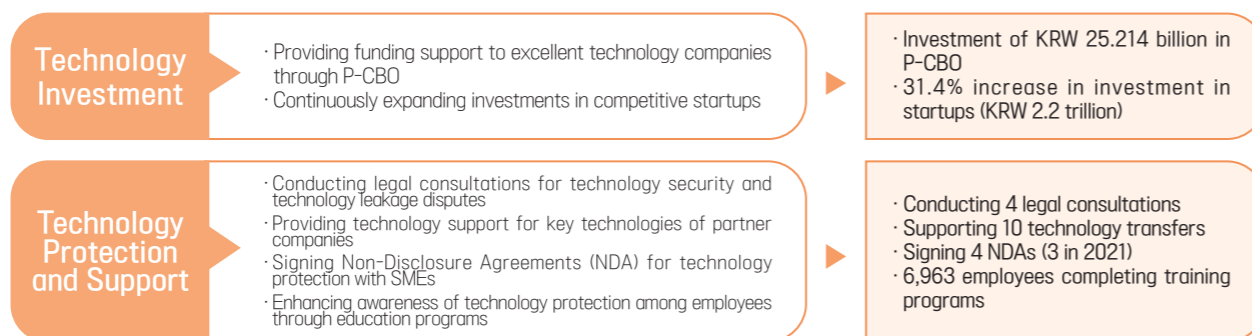 Technology
Investment
· Providing funding support to excellent technology companies
through P-CBO
· Continuously expanding investments in competitive startups
· Investment of KRW 25.214 billion in
P-CBO
· 31.4% increase in investment in
startups (KRW 2.2 trillion)
Technology
Protection
and Support
· Conducting legal consultations for technology security and
technology leakage disputes
· Providing technology support for key technologies of partner
companies
· Signing Non-Disclosure Agreements (NDA) for technology
protection with SMEs
· Enhancing awareness of technology protection among employees
through education programs
· Conducting 4 legal consultations
· Supporting 10 technology transfers
· Signing 4 NDAs (3 in 2021)
· 6,963 employees completing training
programs